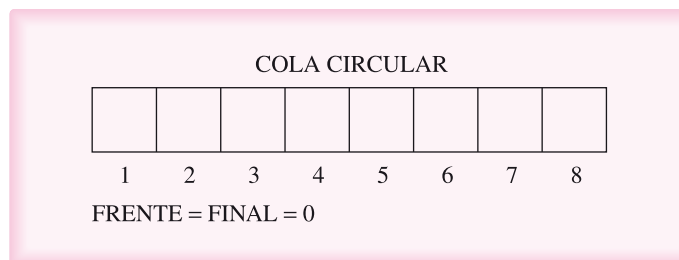 COLA CIRCULAR
1 2 3 4 5 6 7 8
FRENTE = FINAL = 0